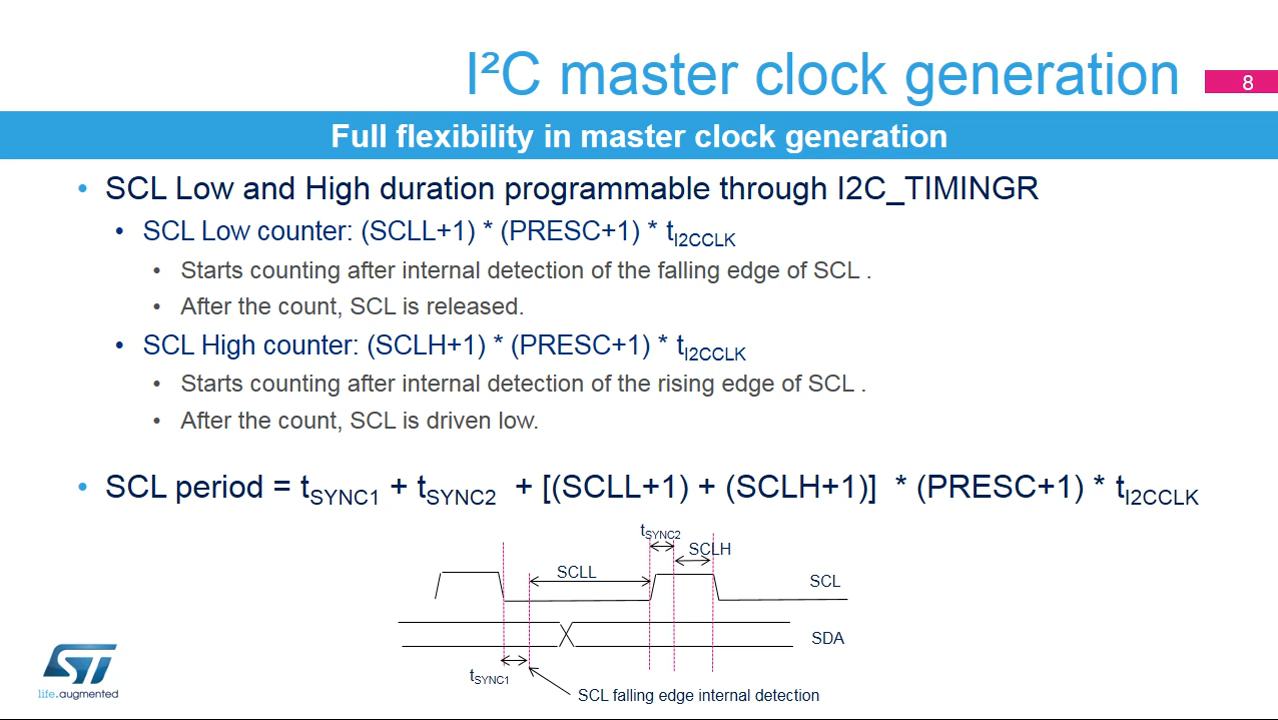 I²C master clock generation
8
Full flexibility in master clock generation
• SCL Low and High duration programmable through I2C_TIMINGR
• SCL Low counter: (SCLL+1) * (PRESC+1) * tI2CCLK
• Starts counting after internal detection of the falling edge of SCL .
• After the count, SCL is released.
• SCL High counter: (SCLH+1) * (PRESC+1) * tI2CCLK
• Starts counting after internal detection of the rising edge of SCL .
• After the count, SCL is driven low.
• SCL period = tSYNC1 + tSYNC2 + [(SCLL+1) + (SCLH+1)] * (PRESC+1) * tI2CCLK
tSYNC2
SCLH
SCLL
SCL
SDA
tSYNC1
SCL falling edge internal detection
ST
life.augmented